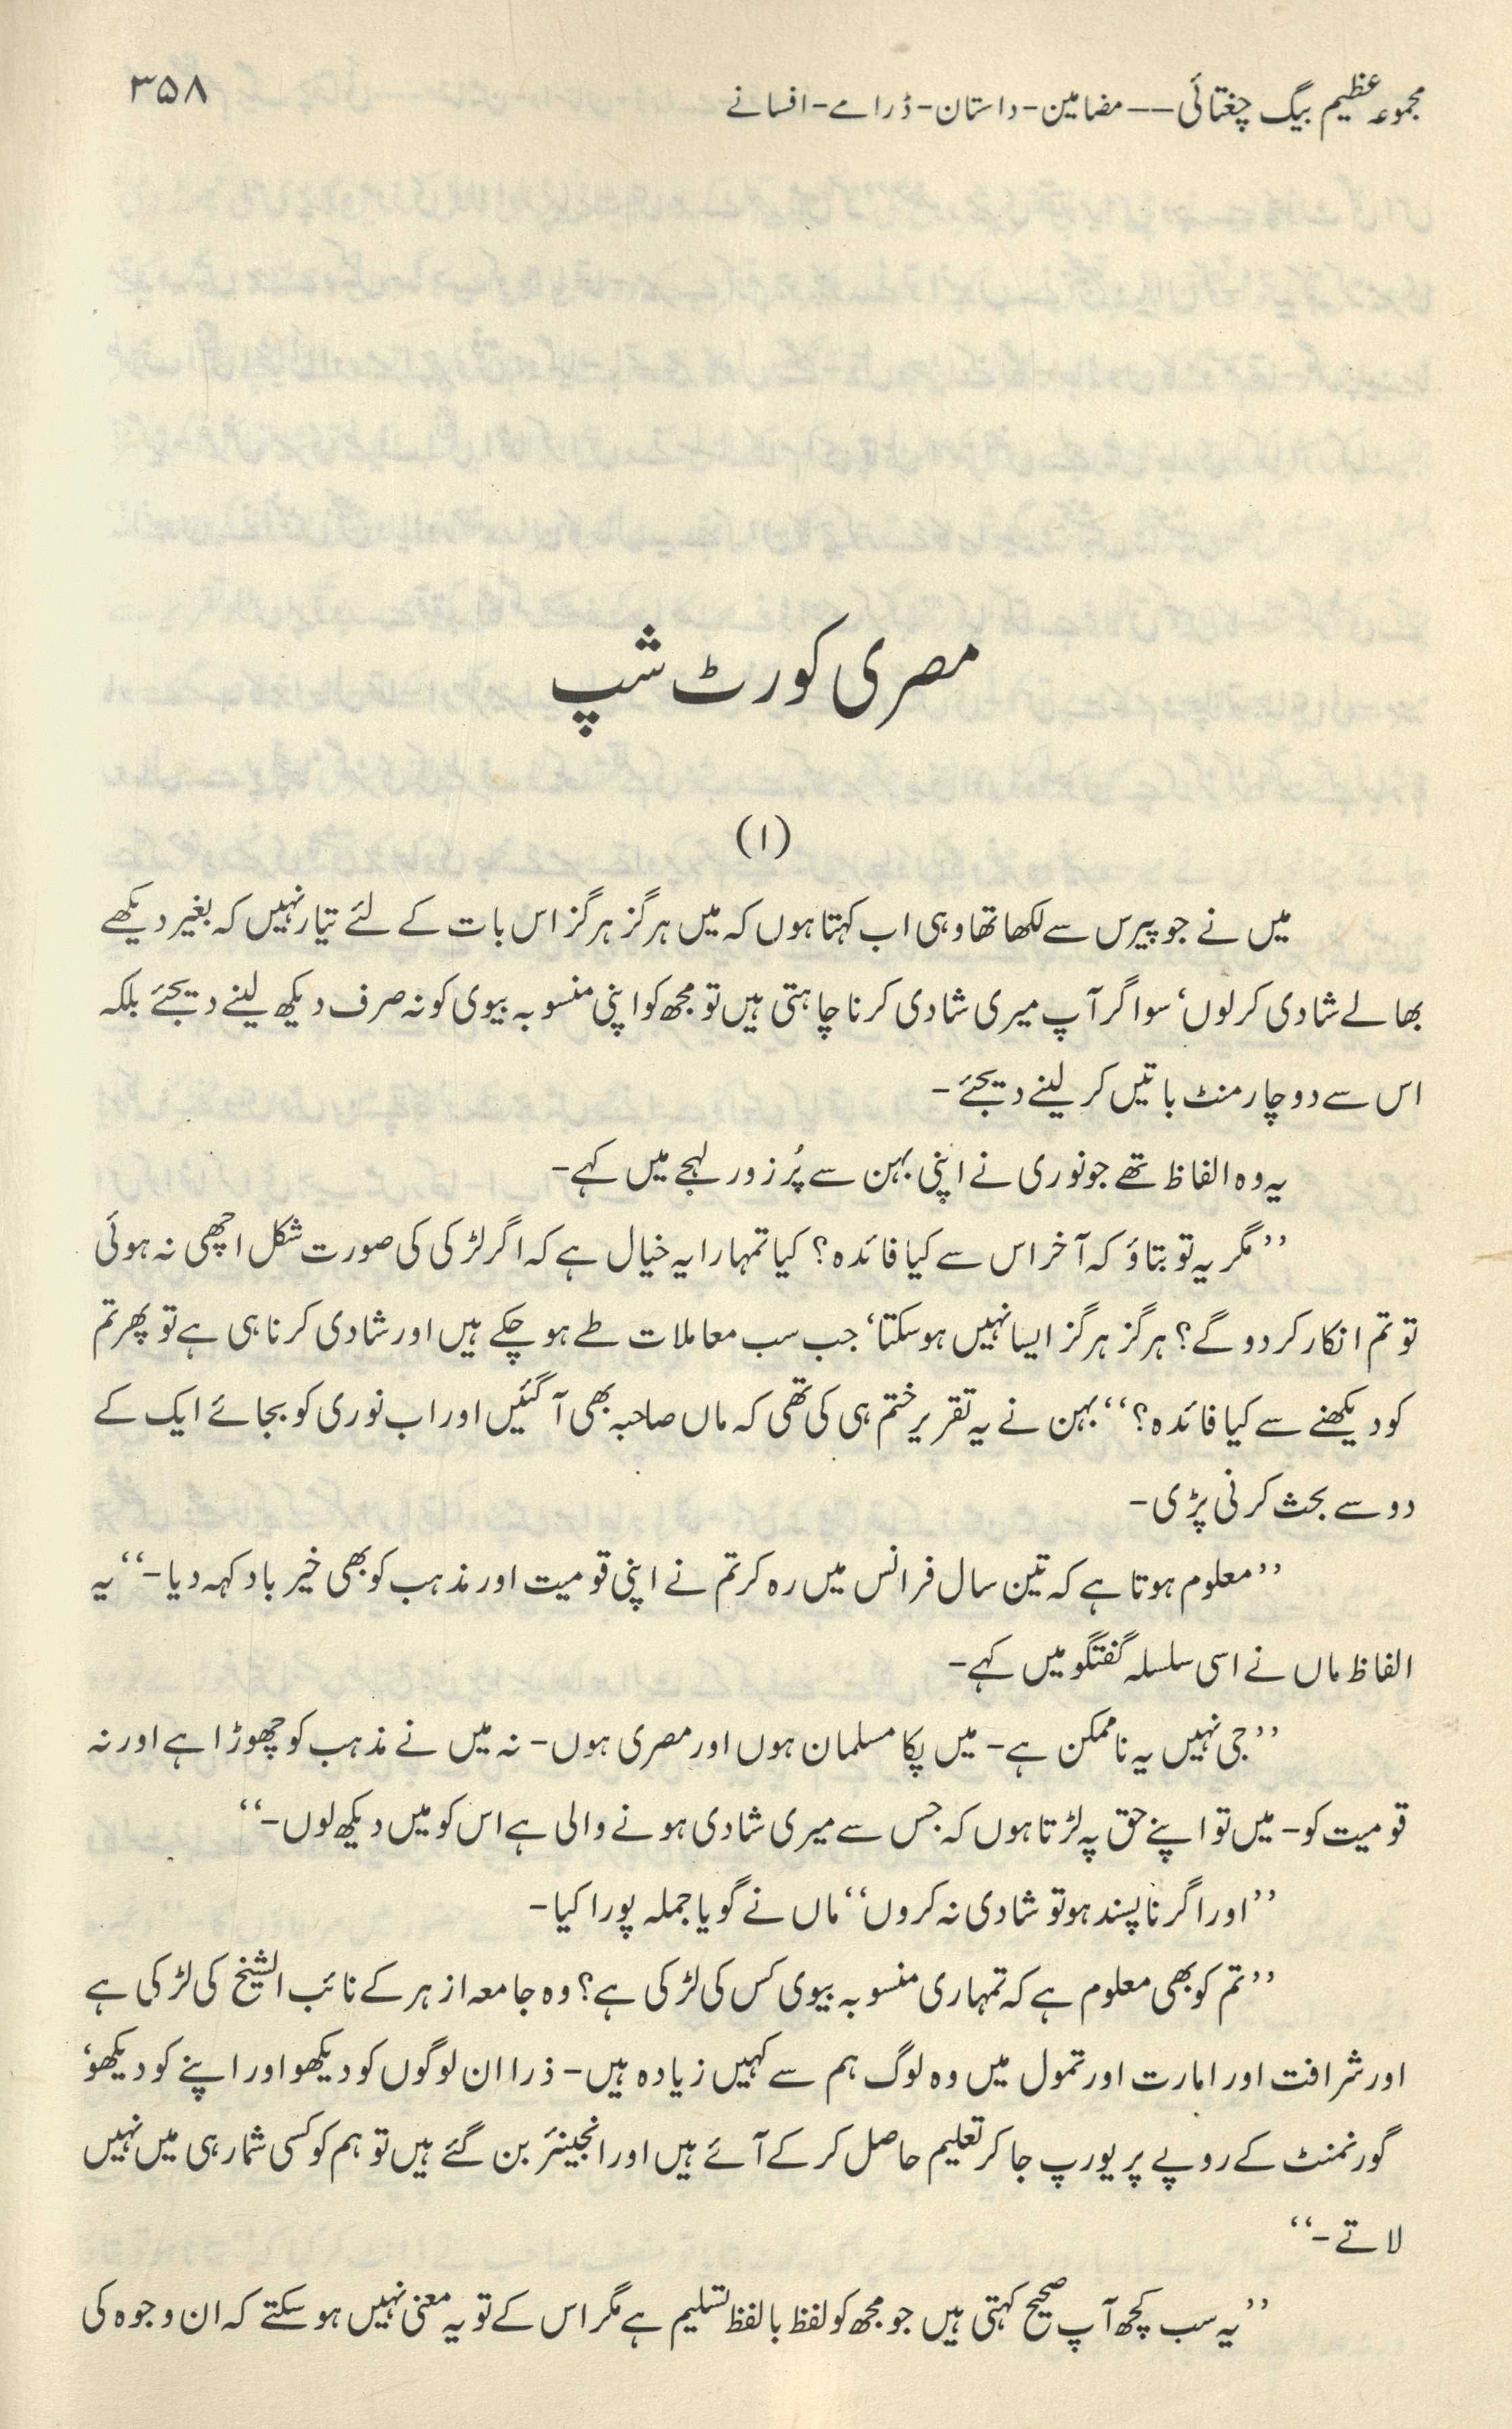 مجموعہ عظیم بیگ چغتائی —— مضامین - داستان - ڈرامے - افسانے
۳۵۸
مصری کورٹ شپ
(۱)
میں نے جو پیرس سے لکھا تھا وہی اب کہتا ہوں کہ میں ہرگز ہرگز اس بات کے لئے تیار نہیں کہ بغیر دیکھے
بھالے شادی کر لوں، سو اگر آپ میری شادی کرنا چاہتی ہیں تو مجھ کو اپنی منسوبہ بیوی کو نہ صرف دیکھ لینے دیجئے بلکہ
اس سے دو چار منٹ باتیں کر لینے دیجئے-
یہ وہ الفاظ تھے جو نوری نے اپنی بہن سے پُر زور لہجے میں کہے-
’’مگر یہ تو بتاؤ کہ آخر اس سے کیا فائدہ؟ کیا تمہارا یہ خیال ہے کہ اگر لڑکی کی صورت شکل اچھی نہ ہوئی
تو تم انکار کر دو گے؟ ہرگز ہرگز ایسا نہیں ہو سکتا، جب سب معاملات طے ہو چکے ہیں اور شادی کرنا ہی ہے تو پھر تم
کو دیکھنے سے کیا فائدہ؟‘‘ بہن نے یہ تقریر ختم ہی کی تھی کہ ماں صاحبہ بھی آ گئیں اور اب نوری کو بجائے ایک کے
دو سے بحث کرنی پڑی-
’’معلوم ہوتا ہے کہ تین سال فرانس میں رہ کر تم نے اپنی قومیت اور مذہب کو بھی خیر باد کہہ دیا-‘‘ یہ
الفاظ ماں نے اسی سلسلہ گفتگو میں کہے-
’’جی نہیں یہ ناممکن ہے- میں پکا مسلمان ہوں اور مصری ہوں- نہ میں نے مذہب کو چھوڑا ہے اور نہ
قومیت کو- میں تو اپنے حق پہ لڑتا ہوں کہ جس سے میری شادی ہونے والی ہے اس کو میں دیکھ لوں-‘‘
’’اور اگر ناپسند ہو تو شادی نہ کروں‘‘ ماں نے گویا جملہ پورا کیا-
’’تم کو بھی معلوم ہے کہ تمہاری منسوبہ بیوی کس کی لڑکی ہے؟ وہ جامعہ ازہر کے نائب الشیخ کی لڑکی ہے
اور شرافت اور امارت اور تمول میں وہ لوگ ہم سے کہیں زیادہ ہیں- ذرا ان لوگوں کو دیکھو اور اپنے کو دیکھو،
گورنمنٹ کے روپے پر یورپ جا کر تعلیم حاصل کر کے آئے ہیں اور انجینئر بن گئے ہیں تو ہم کو کسی شمار ہی میں نہیں
لاتے-‘‘
’’یہ سب کچھ آپ صحیح کہتی ہیں جو مجھ کو لفظ بالفظ تسلیم ہے مگر اس کے تو یہ معنی نہیں ہو سکتے کہ ان وجوہ کی